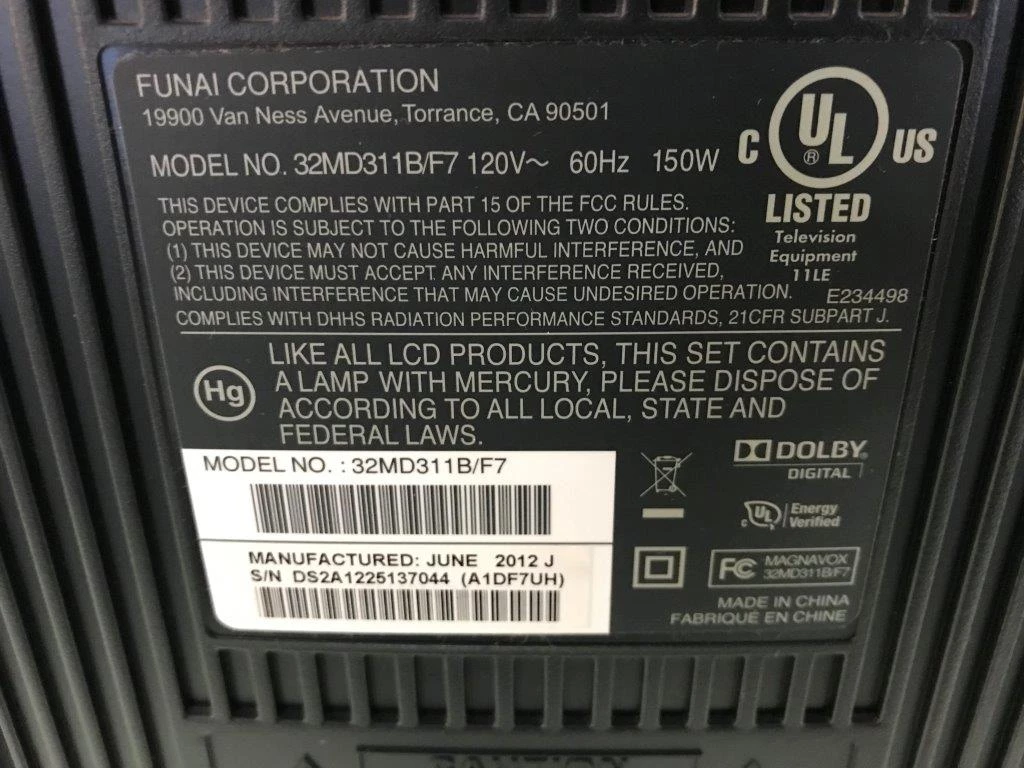 FUNAI CORPORATION
19900 Van Ness Avenue, Torrance, CA 90501
MODEL NO. 32MD311B/F7 120V~ 60Hz 150W
C UL ® US
LISTED
Television
Equipment
11LE
E234498
THIS DEVICE COMPLIES WITH PART 15 OF THE FCC RULES.
OPERATION IS SUBJECT TO THE FOLLOWING TWO CONDITIONS:
(1) THIS DEVICE MAY NOT CAUSE HARMFUL INTERFERENCE, AND
(2) THIS DEVICE MUST ACCEPT ANY INTERFERENCE RECEIVED,
INCLUDING INTERFERENCE THAT MAY CAUSE UNDESIRED OPERATION.
COMPLIES WITH DHHS RADIATION PERFORMANCE STANDARDS, 21CFR SUBPART J.
Hg
LIKE ALL LCD PRODUCTS, THIS SET CONTAINS
A LAMP WITH MERCURY, PLEASE DISPOSE OF
ACCORDING TO ALL LOCAL, STATE AND
FEDERAL LAWS.
MODEL NO. : 32MD311B/F7
MANUFACTURED: JUNE 2012 J
S/N DS2A1225137044 (A1DF7UH)
DOLBY®
DIGITAL
c UL Energy
Verified
FC MAGNAVOX
32MD311B/F7
MADE IN CHINA
FABRIQUÉ EN CHINE